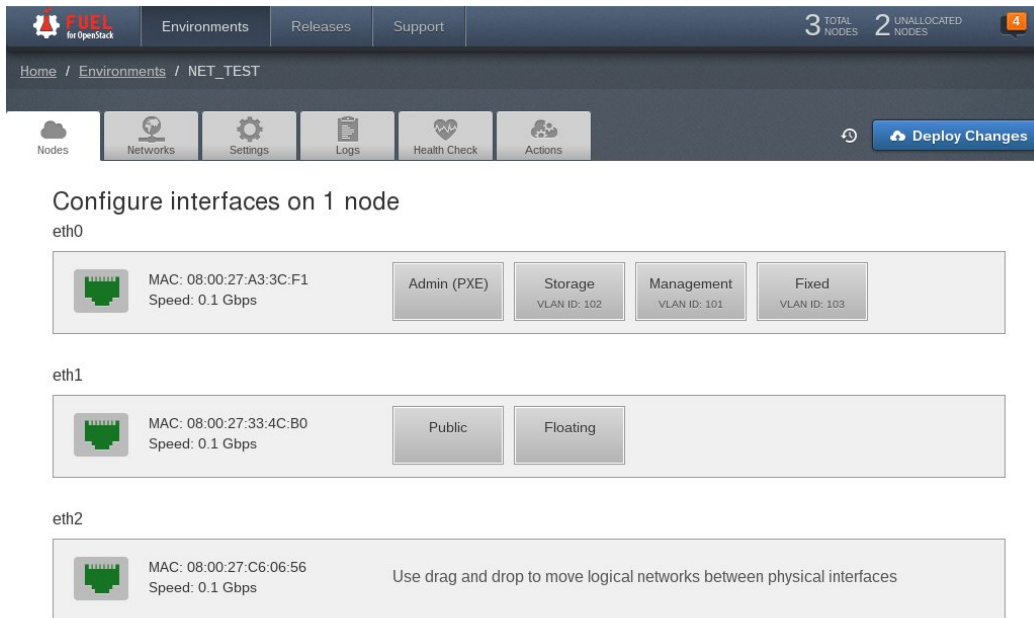 FUEL
for OpenStack
Environments
Releases
Support
3 TOTAL NODES
2 UNALLOCATED NODES
4
Home / Environments / NET_TEST
Nodes
Networks
Settings
Logs
Health Check
Actions
Deploy Changes
Configure interfaces on 1 node
eth0
MAC: 08:00:27:A3:3C:F1
Speed: 0.1 Gbps
Admin (PXE)
Storage
VLAN ID: 102
Management
VLAN ID: 101
Fixed
VLAN ID: 103
eth1
MAC: 08:00:27:33:4C:B0
Speed: 0.1 Gbps
Public
Floating
eth2
MAC: 08:00:27:C6:06:56
Speed: 0.1 Gbps
Use drag and drop to move logical networks between physical interfaces